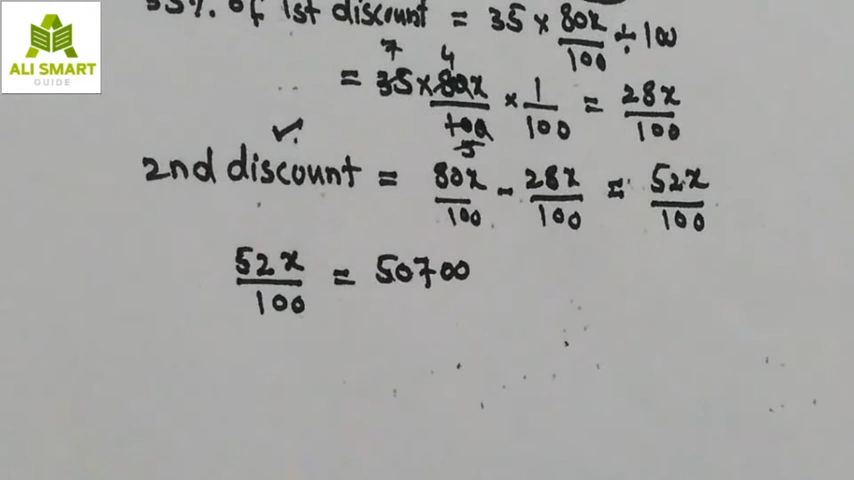 ALI SMART
GUIDE
35% of 1st discount = 35 × 80x/100 ÷ 100
= 35 × 80x/100 × 1/100 = 28x/100
7 4
5
✓
2nd discount = 80x/100 - 28x/100 = 52x/100
52x/100 = 50700